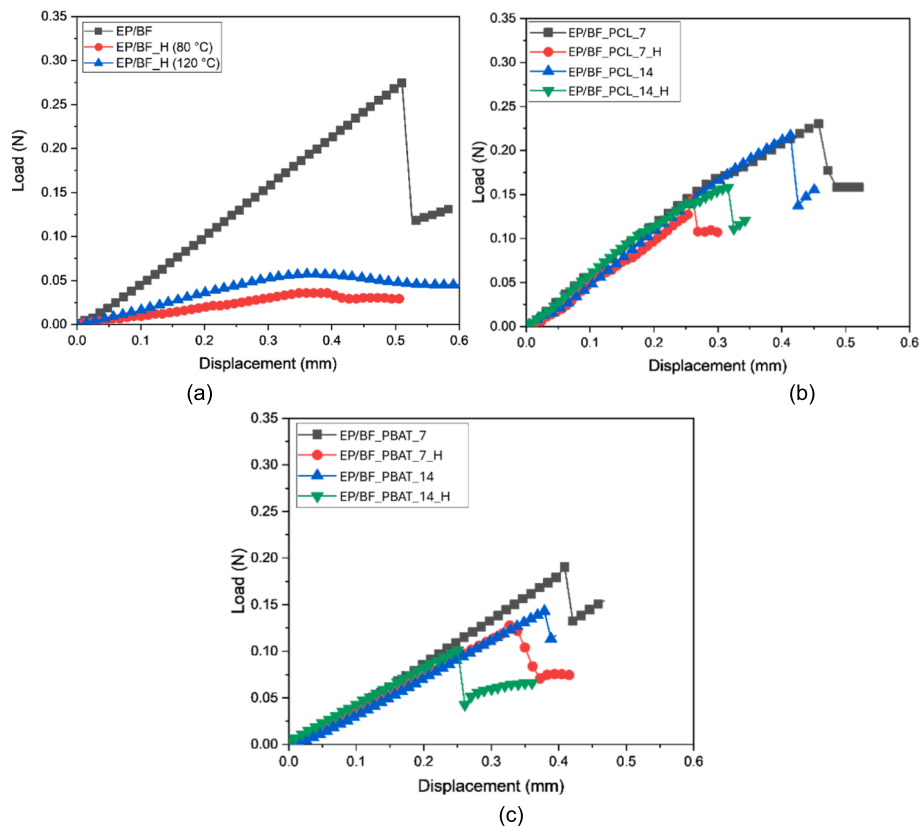 0.35
0.30
0.25
0.20
0.15
0.10
0.05
0.00
Load (N)
EP/BF
EP/BF_H (80 °C)
EP/BF_H (120 °C)
0.0 0.1 0.2 0.3 0.4 0.5 0.6
Displacement (mm)
(a)
0.35
0.30
0.25
0.20
0.15
0.10
0.05
0.00
Load (N)
EP/BF_PCL_7
EP/BF_PCL_7_H
EP/BF_PCL_14
EP/BF_PCL_14_H
0.0 0.1 0.2 0.3 0.4 0.5 0.6
Displacement (mm)
(b)
0.35
0.30
0.25
0.20
0.15
0.10
0.05
0.00
Load (N)
EP/BF_PBAT_7
EP/BF_PBAT_7_H
EP/BF_PBAT_14
EP/BF_PBAT_14_H
0.0 0.1 0.2 0.3 0.4 0.5 0.6
Displacement (mm)
(c)